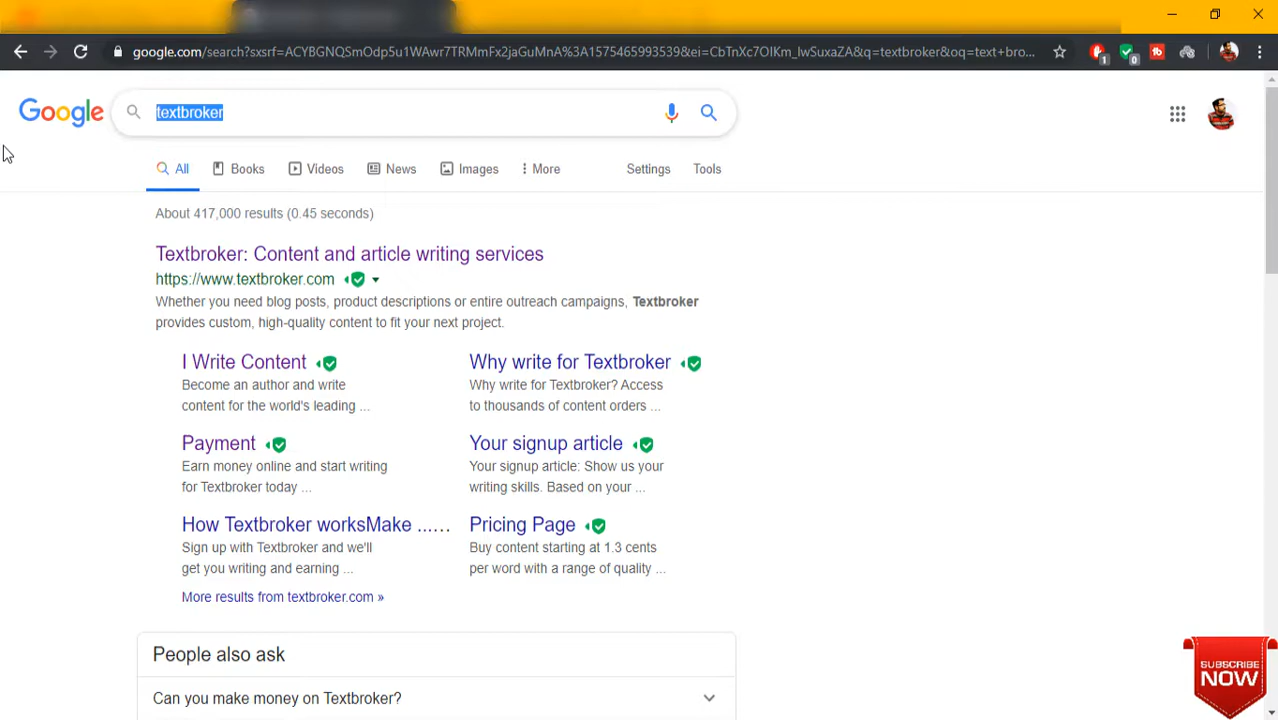 google.com/search?sxsrf=ACYBGNQSmOdp5u1WAwr7TRMmFx2jaGuMnA%3A1575465993539&ei=CbTnXc7OIKm_lwSuxaZA&q=textbroker&oq=text+bro...
1
0
Google
textbroker
All
Books
Videos
News
Images
More
Settings
Tools
About 417,000 results (0.45 seconds)
Textbroker: Content and article writing services
https://www.textbroker.com
Whether you need blog posts, product descriptions or entire outreach campaigns, Textbroker
provides custom, high-quality content to fit your next project.
I Write Content
Become an author and write
content for the world's leading ...
Why write for Textbroker
Why write for Textbroker? Access
to thousands of content orders ...
Payment
Earn money online and start writing
for Textbroker today ...
Your signup article
Your signup article: Show us your
writing skills. Based on your ...
How Textbroker worksMake ......
Sign up with Textbroker and we'll
get you writing and earning ...
Pricing Page
Buy content starting at 1.3 cents
per word with a range of quality ...
More results from textbroker.com »
People also ask
Can you make money on Textbroker?
SUBSCRIBE
NOW